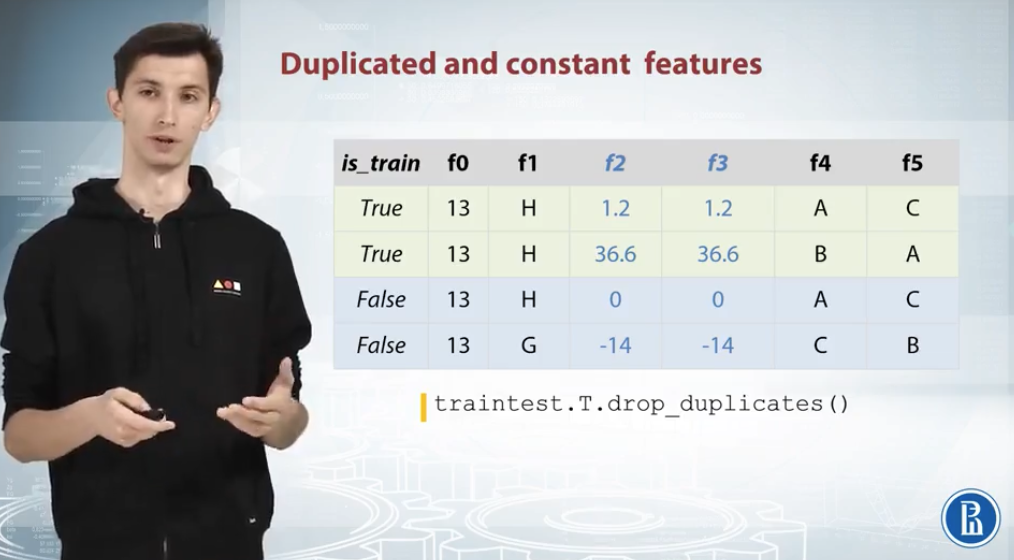 Duplicated and constant features
is_train f0 f1 f2 f3 f4 f5
True 13 H 1.2 1.2 A C
True 13 H 36.6 36.6 B A
False 13 H 0 0 A C
False 13 G -14 -14 C B
traintest.T.drop_duplicates()